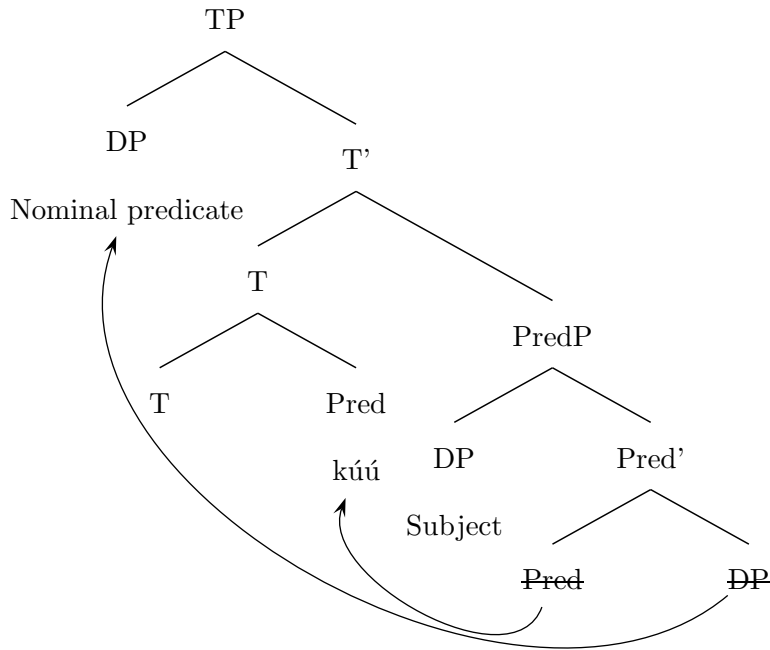 TP
DP
T'
Nominal predicate
T
PredP
T
Pred
DP
Pred'
kúú
Subject
Pred
DP